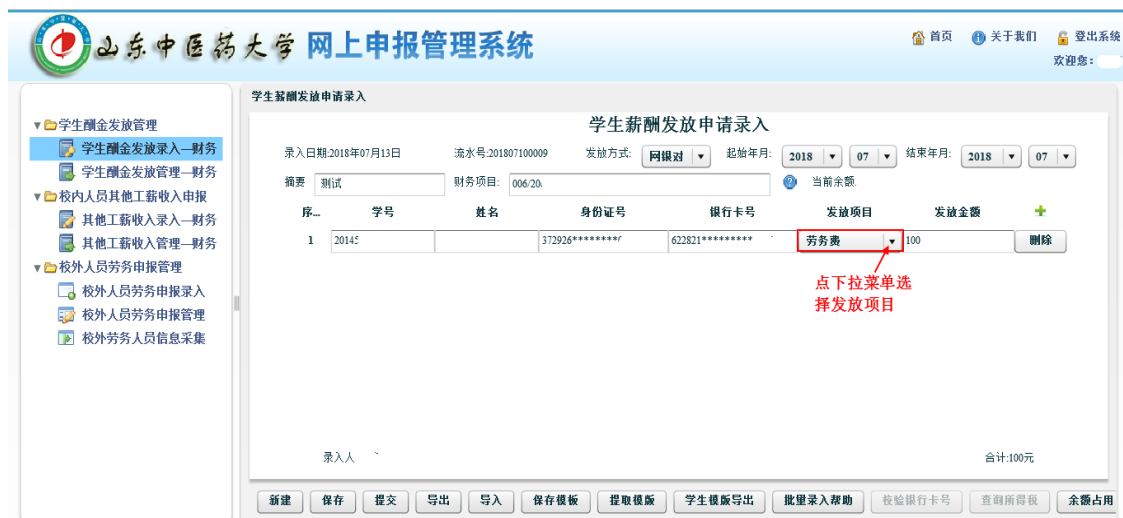 山东中医药大学 网上申报管理系统
首页 关于我们 登出系统
欢迎您:
学生薪酬发放申请录入
学生酬金发放管理
学生酬金发放录入—财务
学生酬金发放管理—财务
校内人员其他工薪收入申报
其他工薪收入录入—财务
其他工薪收入管理—财务
校外人员劳务申报管理
校外人员劳务申报录入
校外人员劳务申报管理
校外劳务人员信息采集
学生薪酬发放申请录入
录入日期:2018年07月13日 流水号:201807100009 发放方式: 网银对 起始年月: 2018 07 结束年月: 2018 07
摘要 测试 财务项目: 006/20. 当前余额.
序... 学号 姓名 身份证号 银行卡号 发放项目 发放金额
1 20145 372926******** 622821********* 劳务费 100 删除
点下拉菜单选
择发放项目
录入人 合计:100元
新建 保存 提交 导出 导入 保存模板 提取模版 学生模版导出 批量录入帮助 校验银行卡号 查询所得税 余额占用